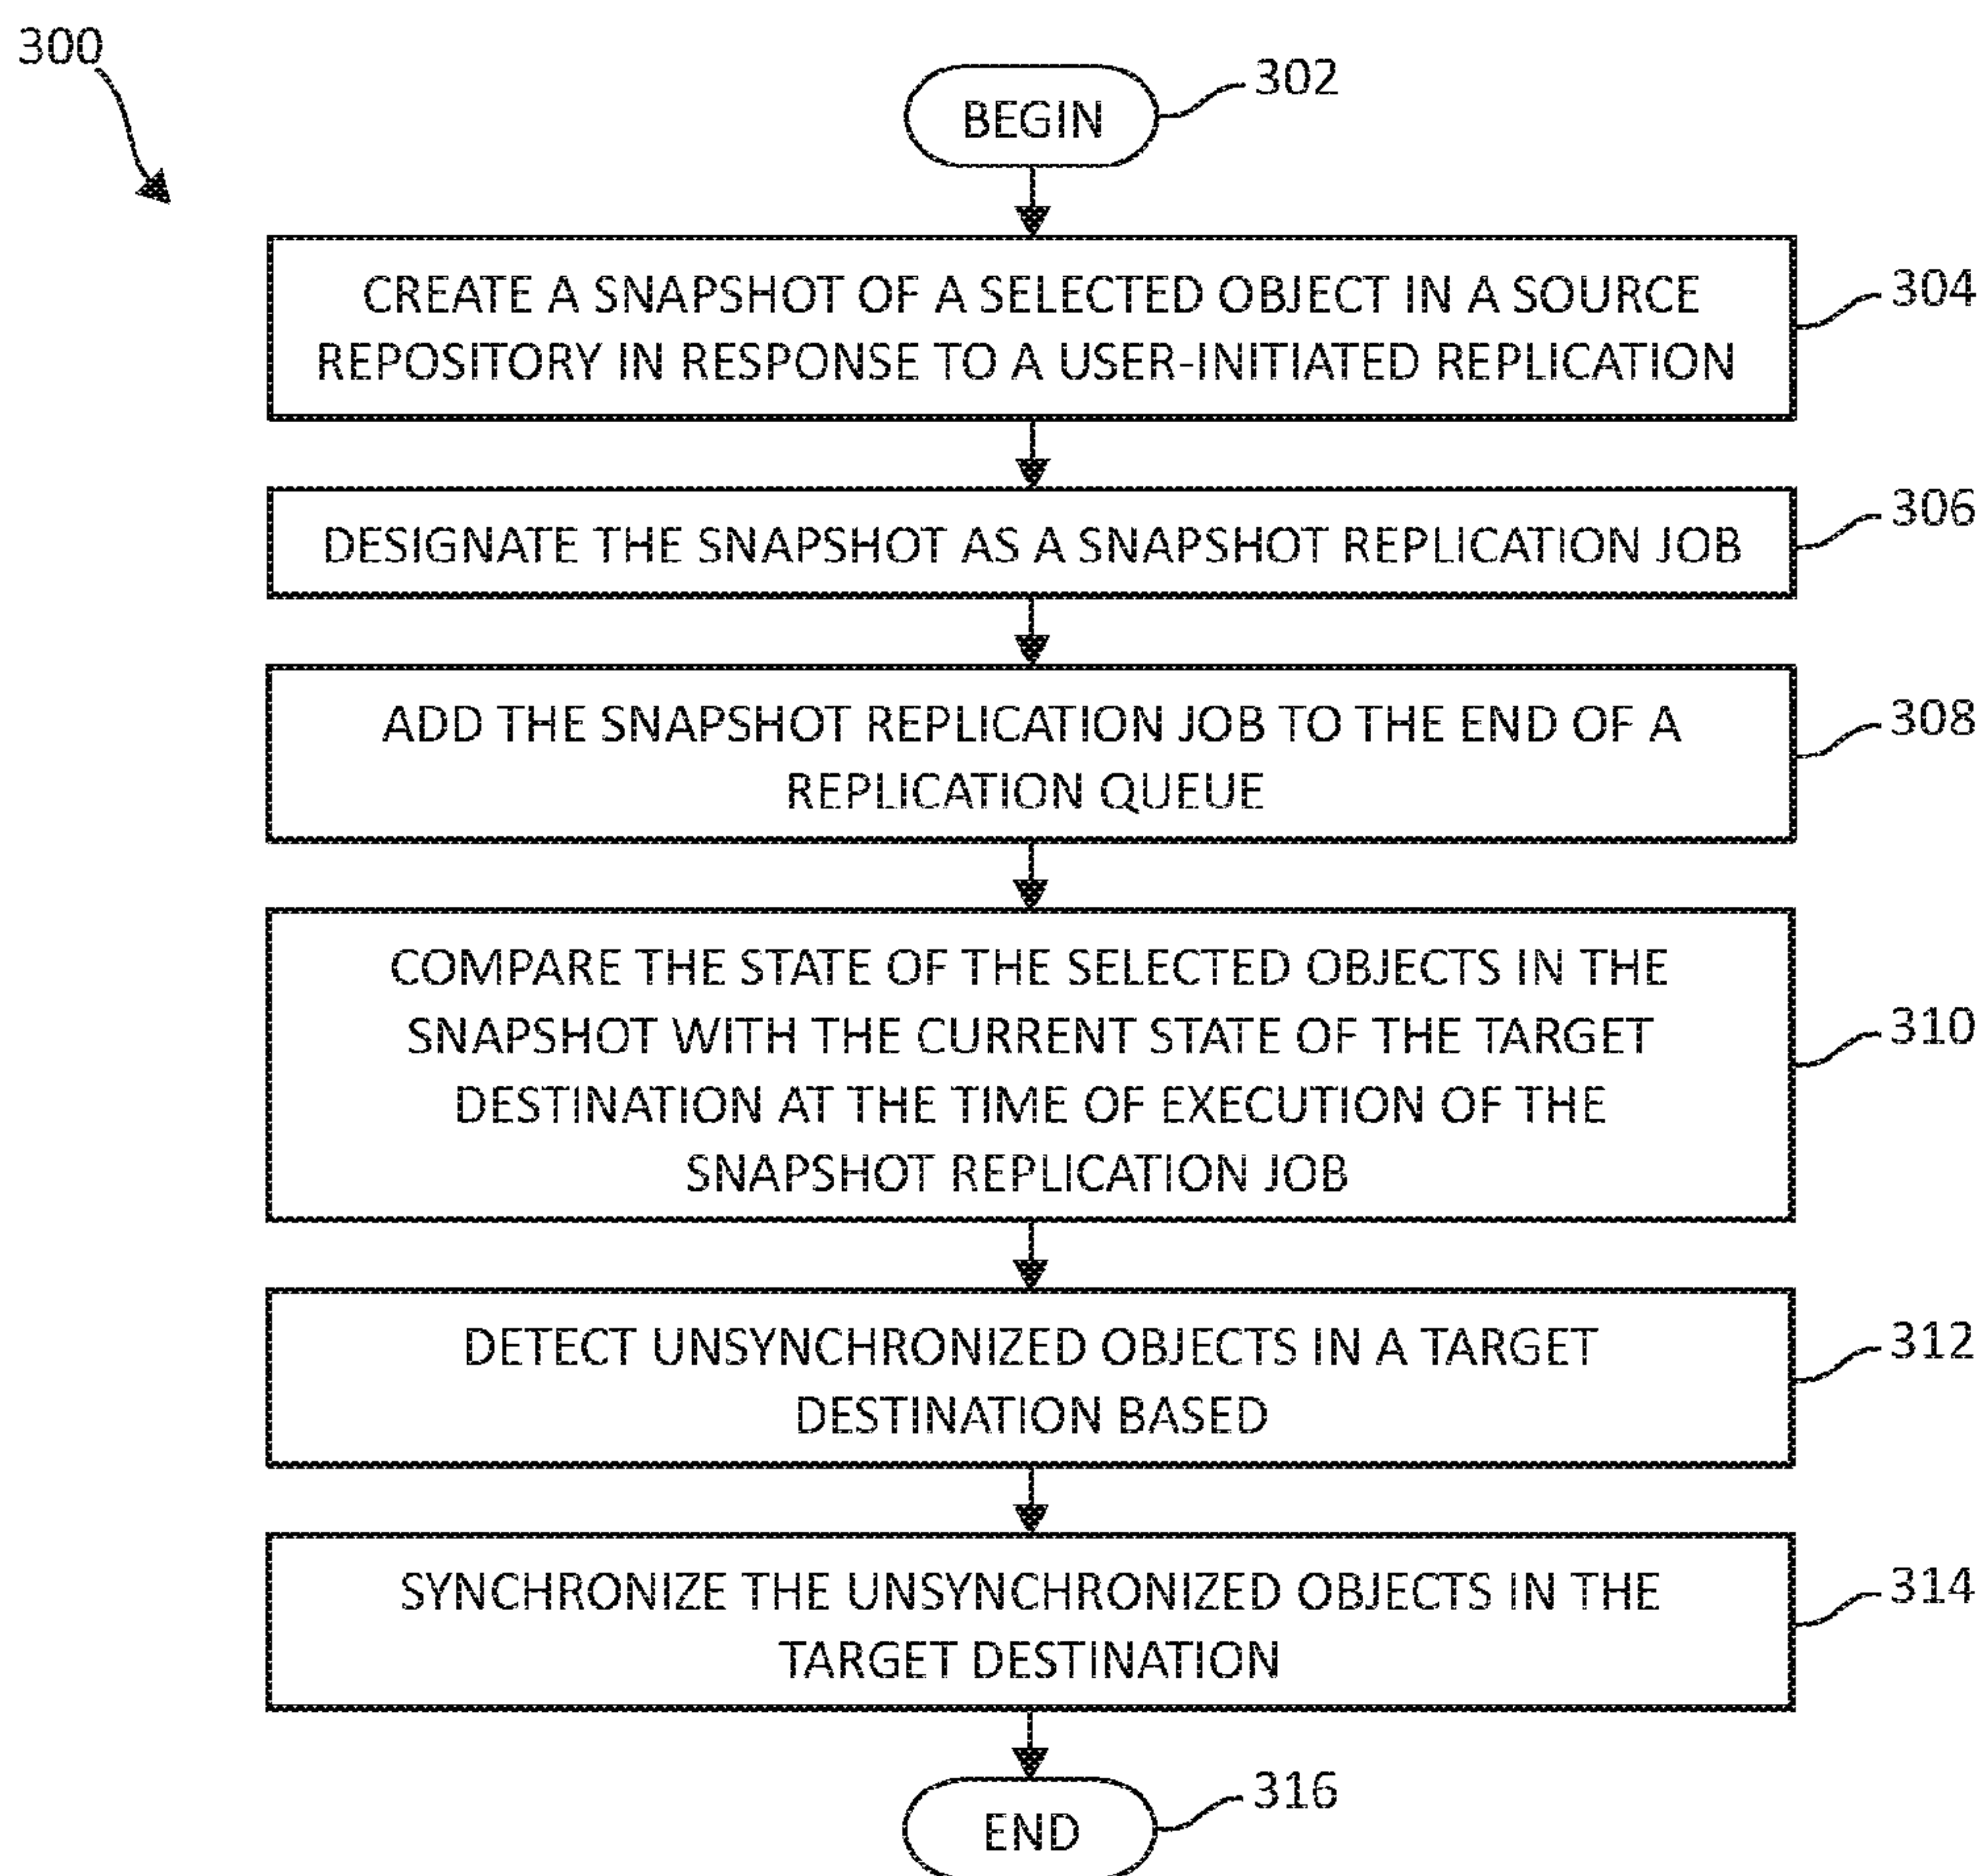 300
BEGIN
302
CREATE A SNAPSHOT OF A SELECTED OBJECT IN A SOURCE
REPOSITORY IN RESPONSE TO A USER-INITIATED REPLICATION
304
DESIGNATE THE SNAPSHOT AS A SNAPSHOT REPLICATION JOB
306
ADD THE SNAPSHOT REPLICATION JOB TO THE END OF A
REPLICATION QUEUE
308
COMPARE THE STATE OF THE SELECTED OBJECTS IN THE
SNAPSHOT WITH THE CURRENT STATE OF THE TARGET
DESTINATION AT THE TIME OF EXECUTION OF THE
SNAPSHOT REPLICATION JOB
310
DETECT UNSYNCHRONIZED OBJECTS IN A TARGET
DESTINATION BASED
312
SYNCHRONIZE THE UNSYNCHRONIZED OBJECTS IN THE
TARGET DESTINATION
314
END
316